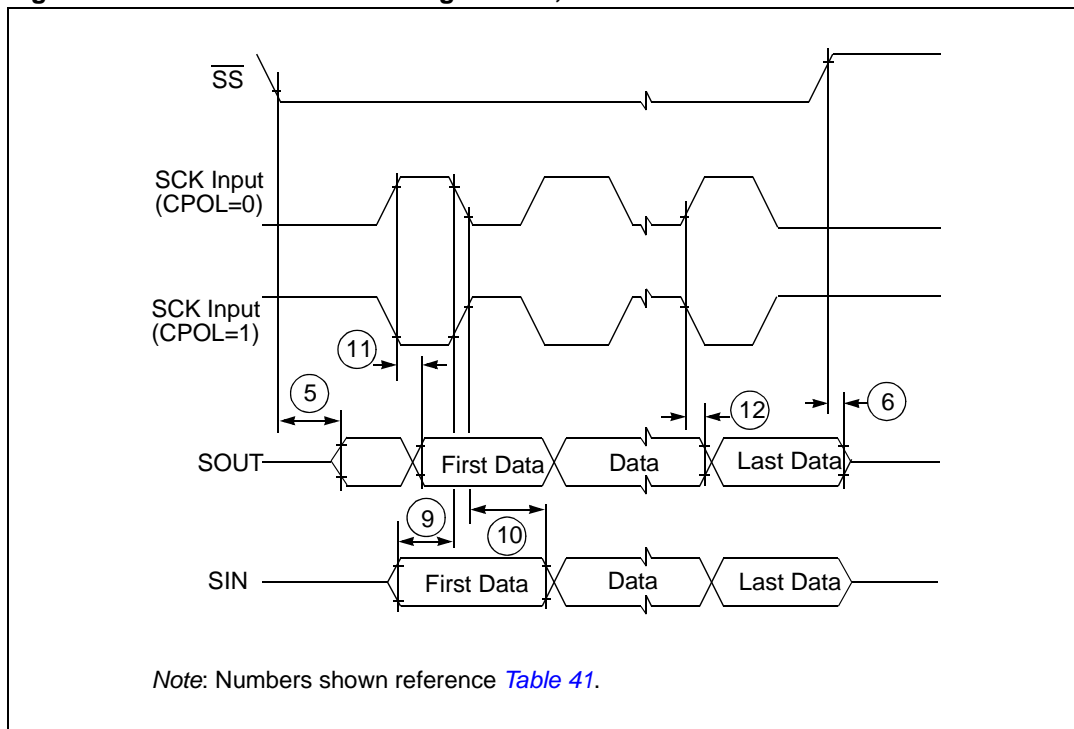 SS
SCK Input
(CPOL=0)
SCK Input
(CPOL=1)
11
5
12
6
SOUT
First Data
Data
Last Data
9
10
SIN
First Data
Data
Last Data
Note: Numbers shown reference Table 41.